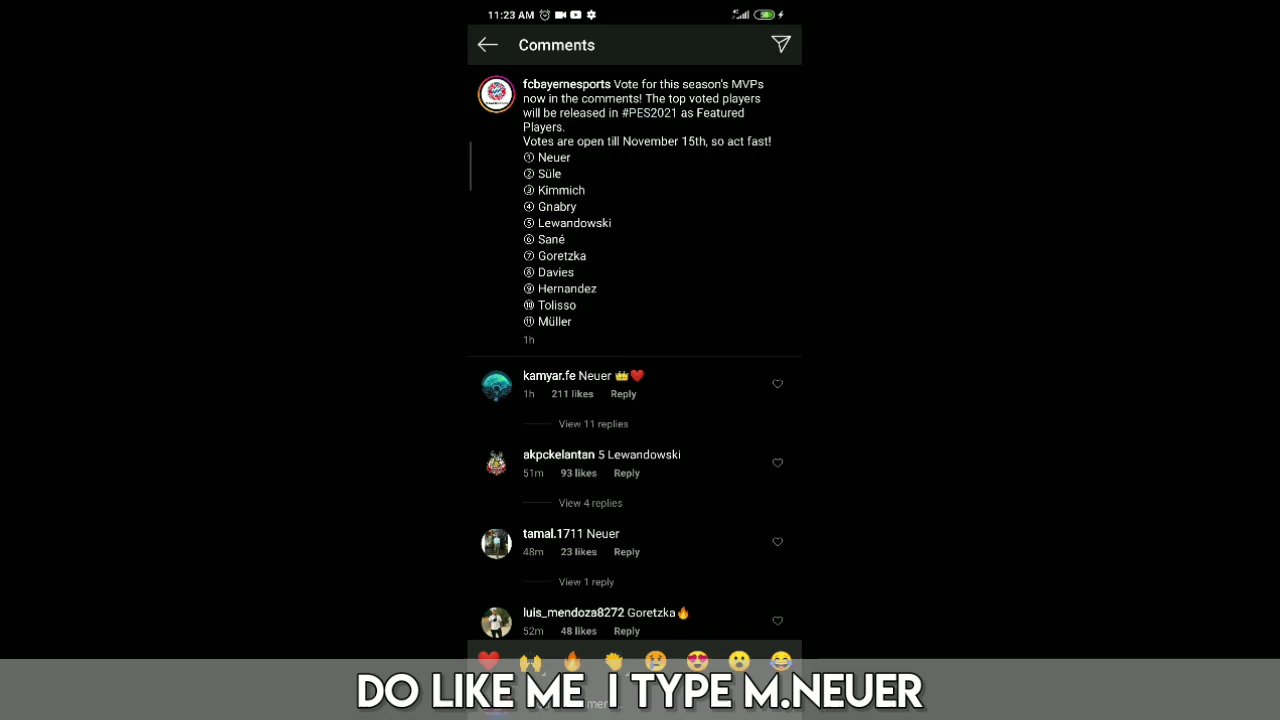 11:23 AM
Comments
fcbayernesports Vote for this season's MVPs
now in the comments! The top voted players
will be released in #PES2021 as Featured
Players.
Votes are open till November 15th, so act fast!
① Neuer
② Süle
③ Kimmich
④ Gnabry
⑤ Lewandowski
⑥ Sané
⑦ Goretzka
⑧ Davies
⑨ Hernandez
⑩ Tolisso
⑪ Müller
1h
kamyar.fe Neuer 👑❤️
1h 211 likes Reply
View 11 replies
akpckelantan 5 Lewandowski
51m 93 likes Reply
View 4 replies
tamal.1711 Neuer
48m 23 likes Reply
View 1 reply
luis_mendoza8272 Goretzka🔥
52m 48 likes Reply
DO LIKE ME I TYPE M.NEUER